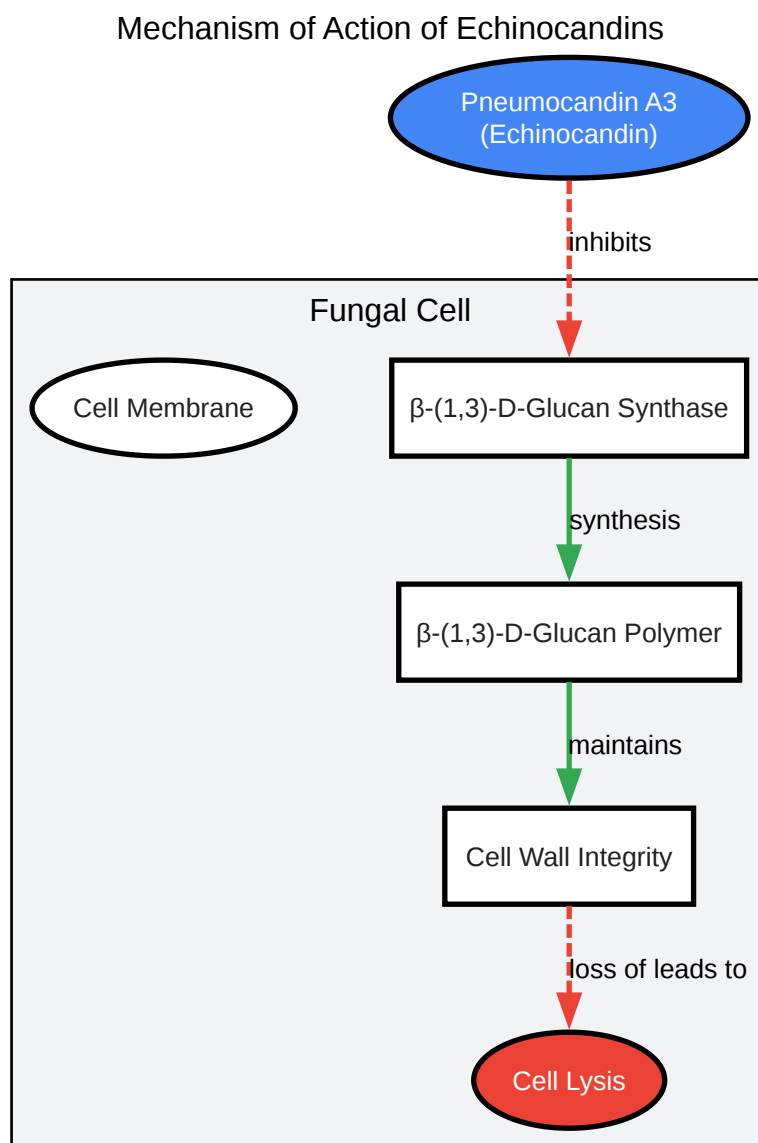 Mechanism of Action of Echinocandins
Pneumocandin A3
(Echinocandin)
inhibits
Fungal Cell
Cell Membrane
β-(1,3)-D-Glucan Synthase
synthesis
β-(1,3)-D-Glucan Polymer
maintains
Cell Wall Integrity
loss of leads to
Cell Lysis